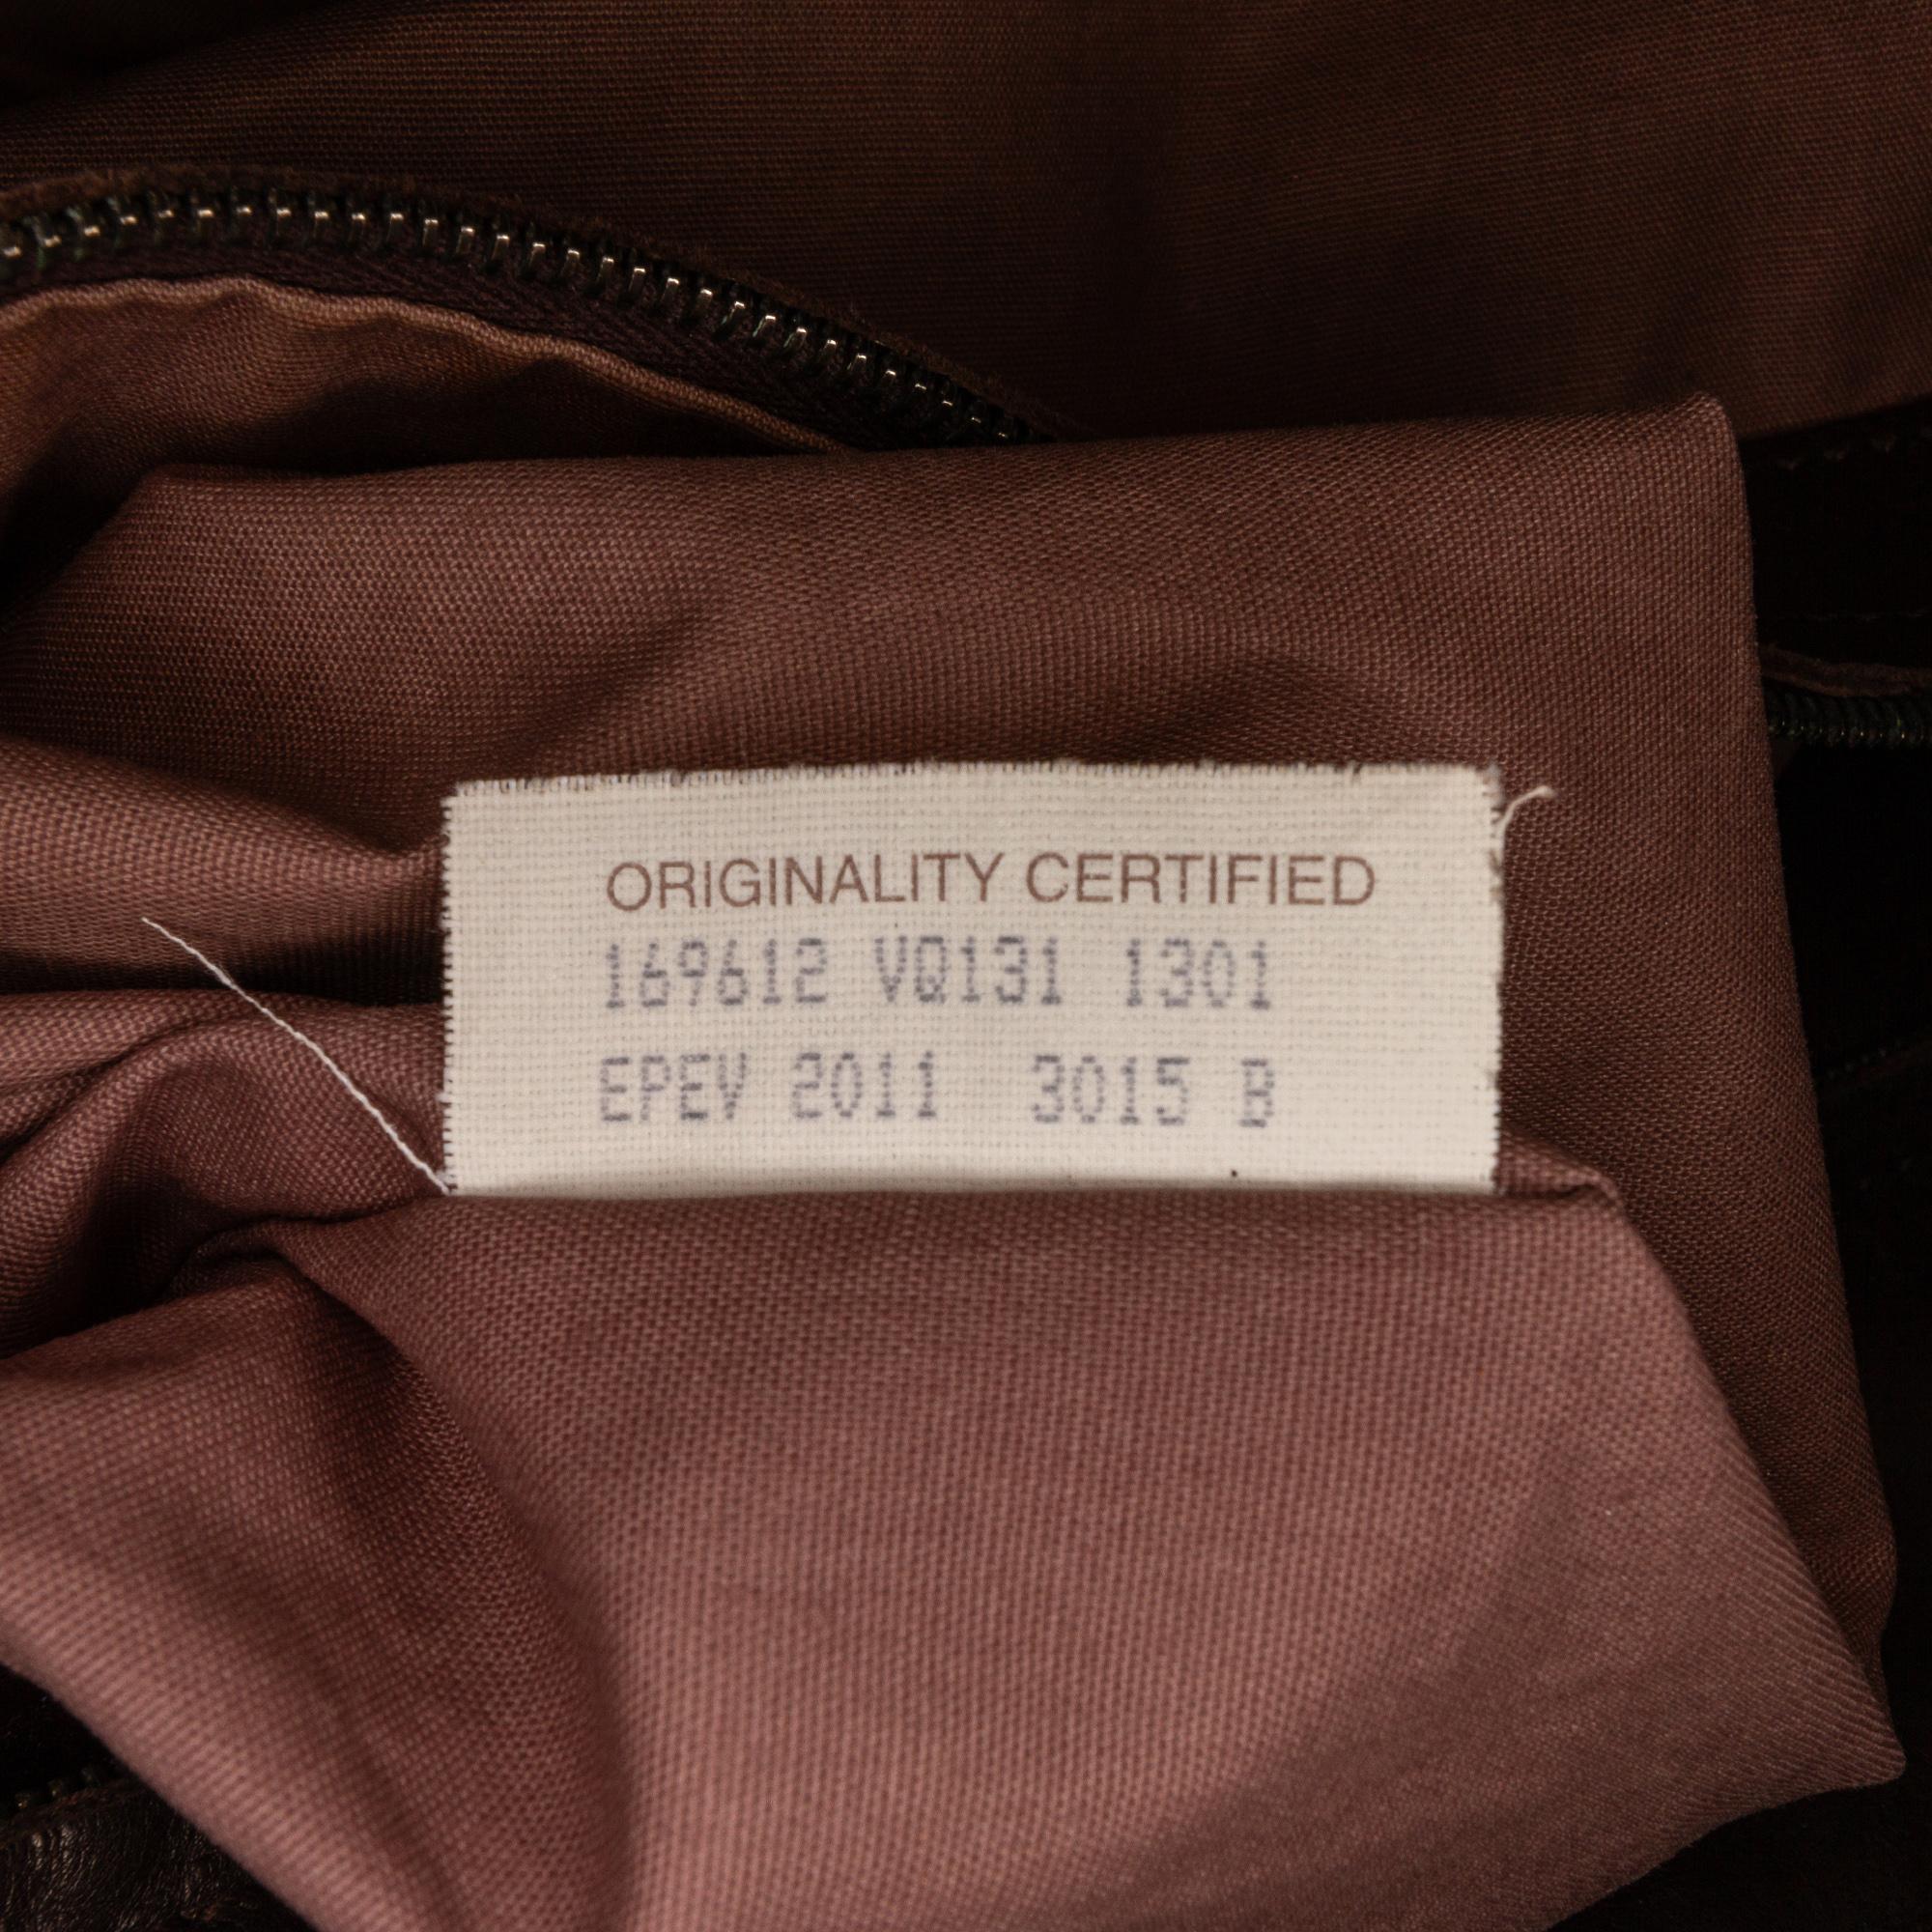 ORIGINALITY CERTIFIED
169612 VQ131 1301
EPEV 2011 3015 B